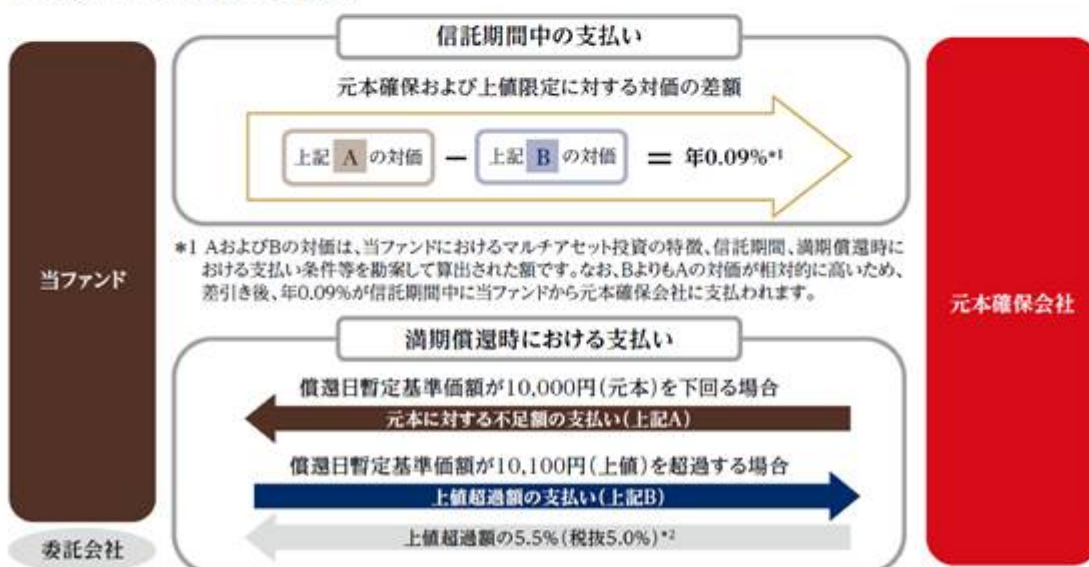 信託期間中の支払い
元本確保および上値限定に対する対価の差額
上記 A の対価 − 上記 B の対価 = 年0.09%*1
*1 AおよびBの対価は、当ファンドにおけるマルチアセット投資の特徴、信託期間、満期償還時に
おける支払い条件等を勘案して算出された額です。なお、BよりもAの対価が相対的に高いため、
差引き後、年0.09%が信託期間中に当ファンドから元本確保会社に支払われます。
当ファンド
元本確保会社
満期償還時における支払い
償還日暫定基準価額が10,000円(元本)を下回る場合
元本に対する不足額の支払い(上記A)
償還日暫定基準価額が10,100円(上値)を超過する場合
上値超過額の支払い(上記B)
上値超過額の5.5%(税抜5.0%)*2
委託会社